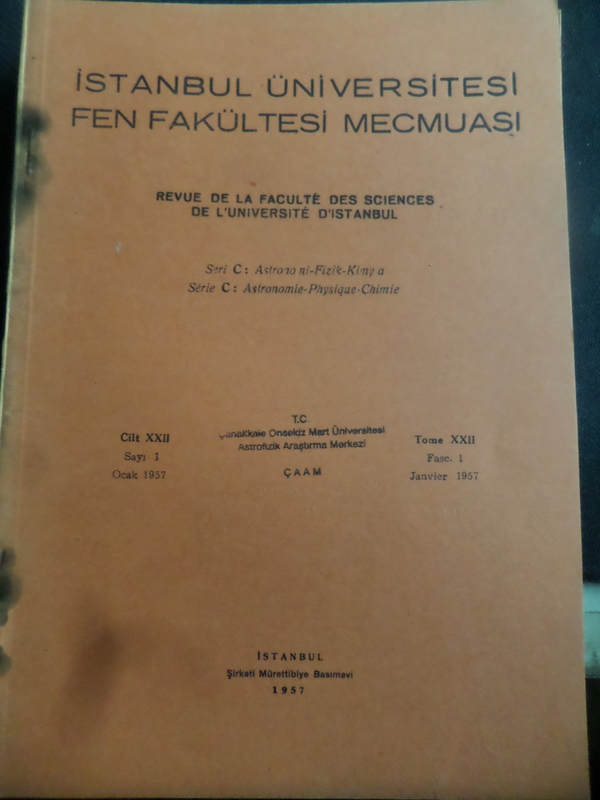 İSTANBUL ÜNİVERSİTESİ
FEN FAKÜLTESİ MECMUASI
REVUE DE LA FACULTÉ DES SCIENCES
DE L'UNIVERSITÉ D'ISTANBUL
Seri C: Astronomi-Fizik-Kimya
Série C: Astronomie-Physique-Chimie
Cilt XXII
Sayı 1
Ocak 1957
T.C.
Çanakkale Onsekiz Mart Üniversitesi
Astrofizik Araştırma Merkezi
ÇAAM
Tome XXII
Fasc. 1
Janvier 1957
İSTANBUL
Şirketi Mürettibiye Basımevi
1957